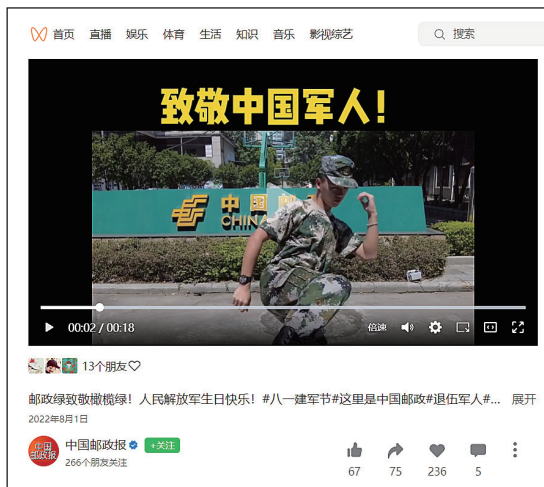 首页 直播 娱乐 体育 生活 知识 音乐 影视综艺 搜索
致敬中国军人！
中国邮
CHINA
00:02 / 00:18 倍速
13个朋友♡
邮政绿致敬橄榄绿！人民解放军生日快乐！#八一建军节#这里是中国邮政#退伍军人#... 展开
2022年8月1日
中国
邮政报
中国邮政报 +关注
266个朋友关注
67 75 236 5